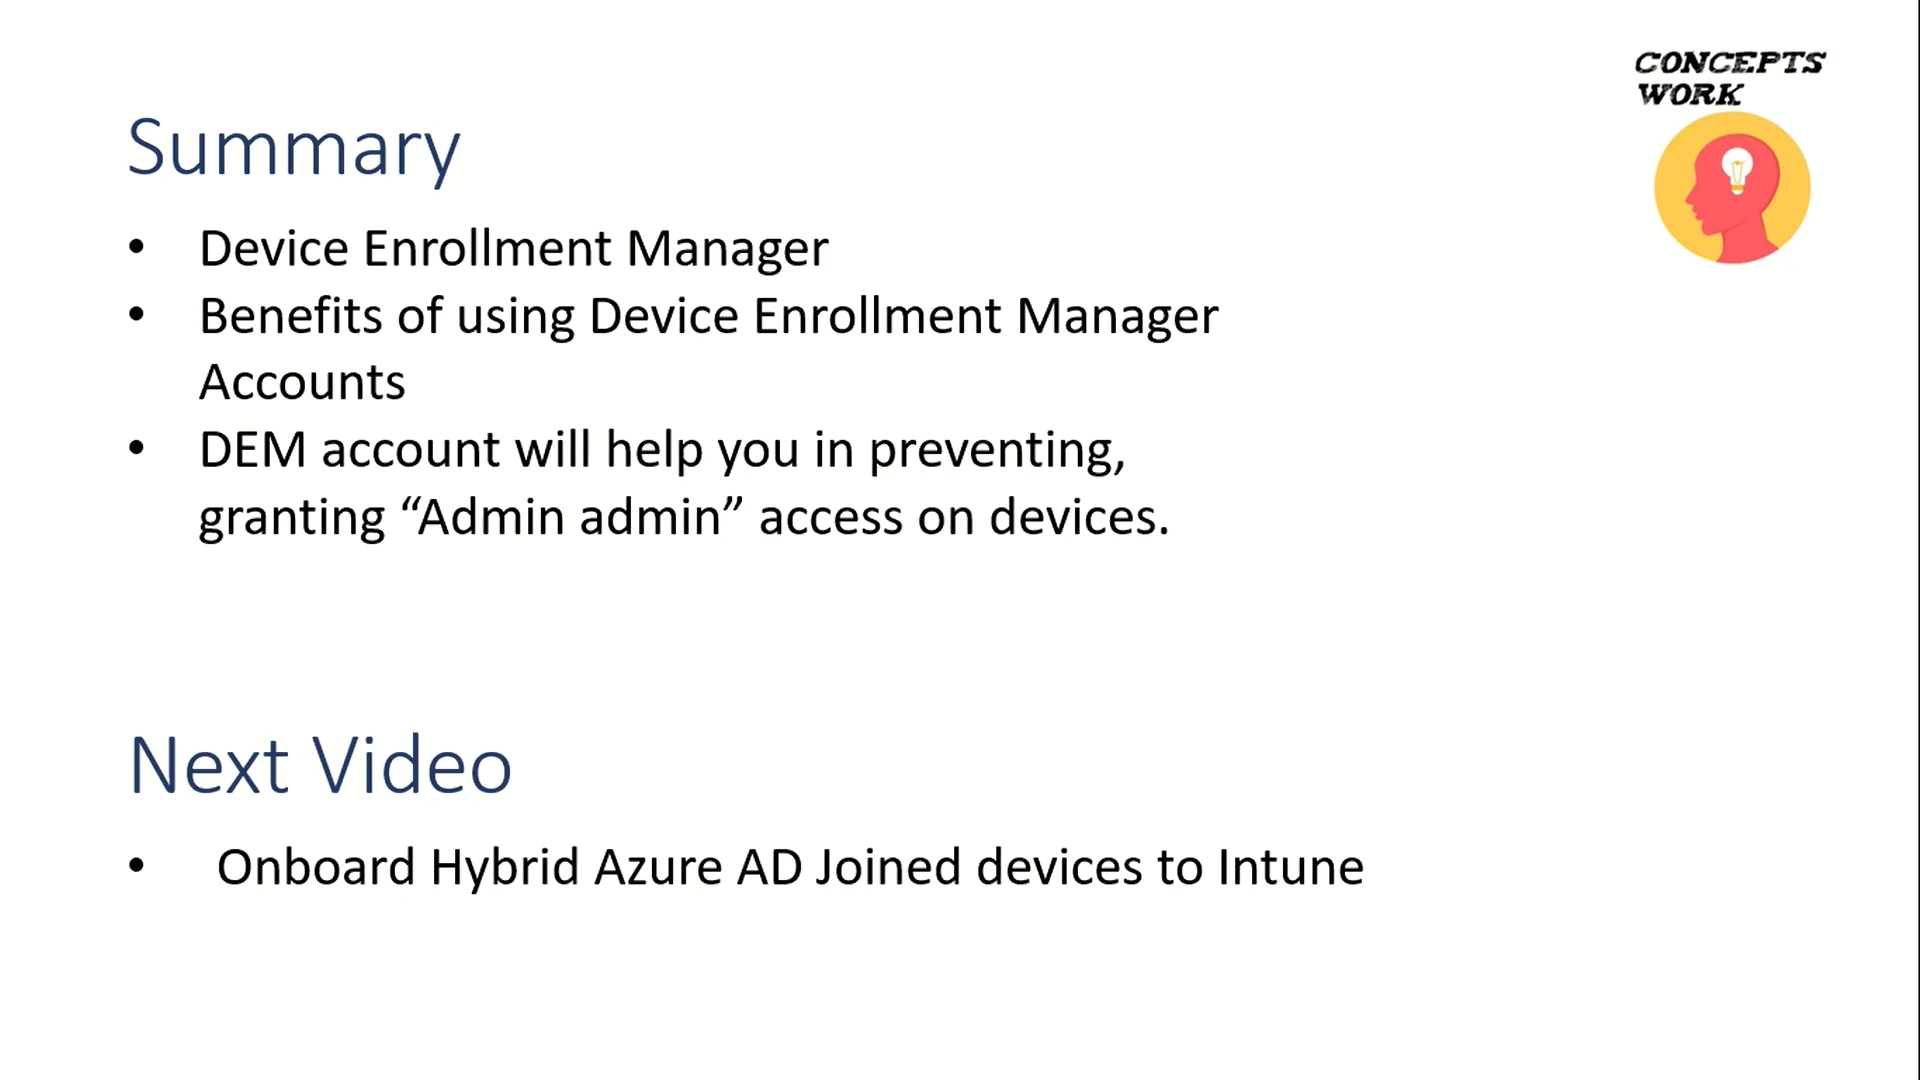 CONCEPTS
WORK
Summary
• Device Enrollment Manager
• Benefits of using Device Enrollment Manager
Accounts
• DEM account will help you in preventing,
granting “Admin admin” access on devices.
Next Video
• Onboard Hybrid Azure AD Joined devices to Intune